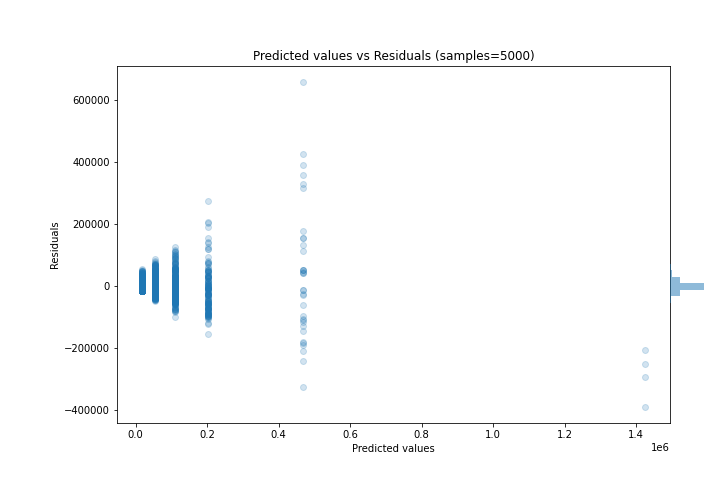 Predicted values vs Residuals (samples=5000)
600000
400000
200000
0
−200000
−400000
Residuals
0.0 0.2 0.4 0.6 0.8 1.0 1.2 1.4
1e6
Predicted values